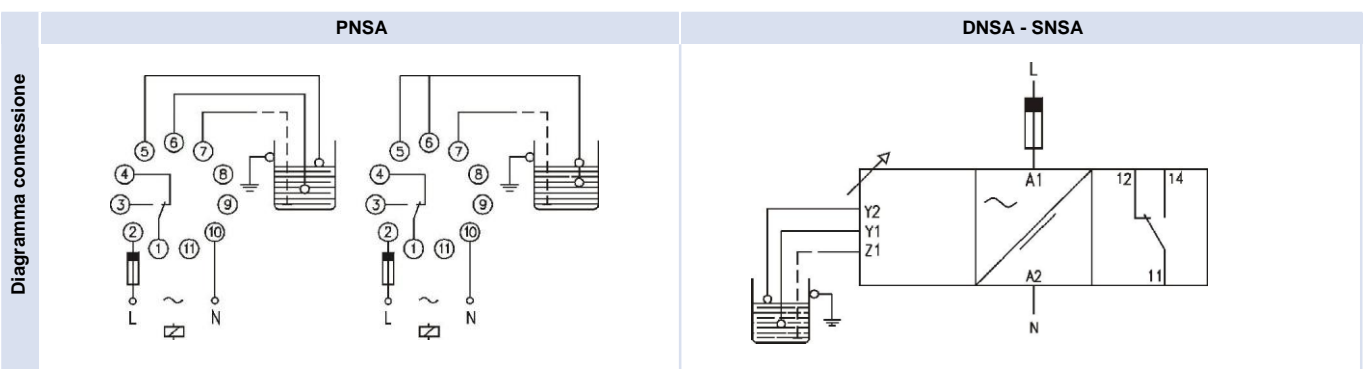 PNSA
DNSA - SNSA
Diagramma connessione
5 6 7
4 8
3 9
2 10
1 11
L ~ N
5 6 7
4 8
3 9
2 10
1 11
L ~ N
L
A1 12 14
Y2
Y1
Z1
A2 11
N